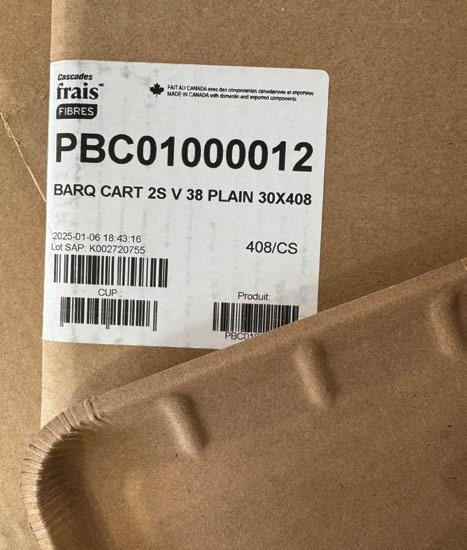 Cascades
frais MC
FIBRES
FAIT AU CANADA avec des composantes canadiennes et importées
MADE IN CANADA with domestic and imported components
PBC01000012
BARQ CART 2S V 38 PLAIN 30X408
2025-01-06 18:43:16
Lot SAP: K002720755
408/CS
CUP :
Produit:
PBC01